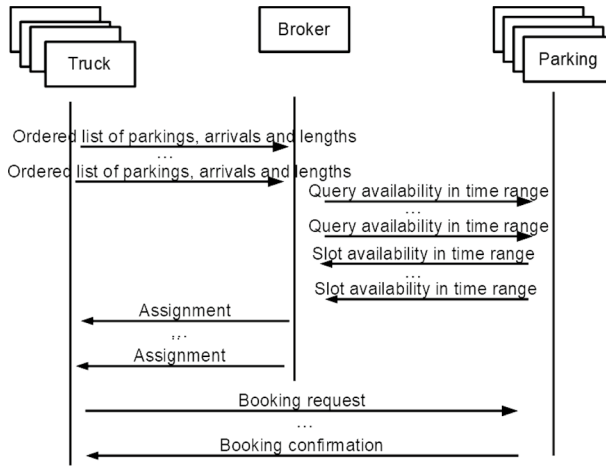 Truck
Broker
Parking
Ordered list of parkings, arrivals and lengths
...
Ordered list of parkings, arrivals and lengths
Query availability in time range
...
Query availability in time range
Slot availability in time range
...
Slot availability in time range
Assignment
...
Assignment
Booking request
...
Booking confirmation